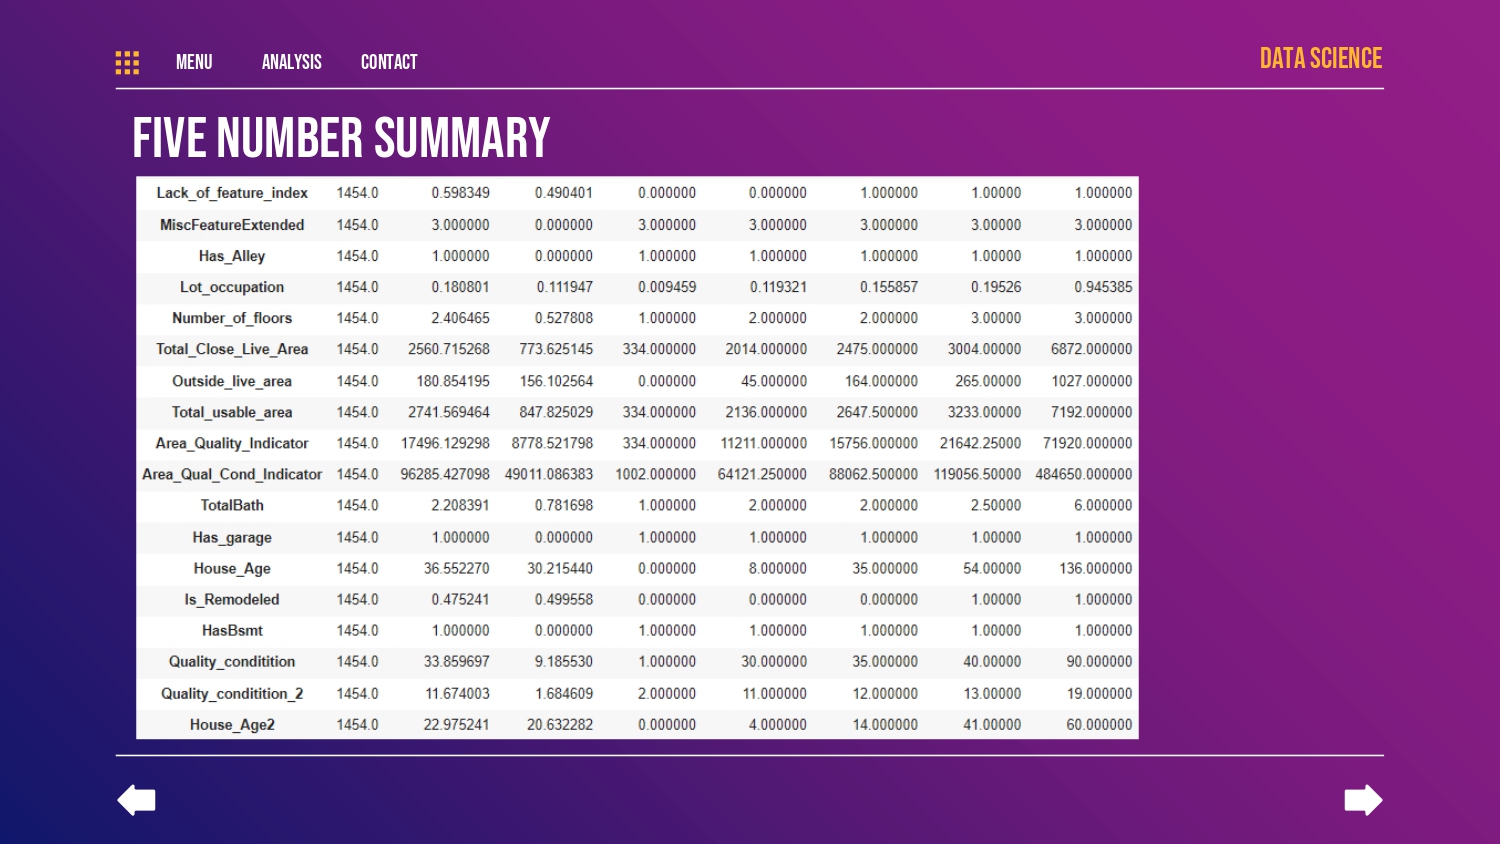 MENU ANALYSIS CONTACT DATA SCIENCE
FIVE NUMBER SUMMARY
Lack_of_feature_index 1454.0 0.598349 0.490401 0.000000 0.000000 1.000000 1.00000 1.000000
MiscFeatureExtended 1454.0 3.000000 0.000000 3.000000 3.000000 3.000000 3.00000 3.000000
Has_Alley 1454.0 1.000000 0.000000 1.000000 1.000000 1.000000 1.00000 1.000000
Lot_occupation 1454.0 0.180801 0.111947 0.009459 0.119321 0.155857 0.19526 0.945385
Number_of_floors 1454.0 2.406465 0.527808 1.000000 2.000000 2.000000 3.00000 3.000000
Total_Close_Live_Area 1454.0 2560.715268 773.625145 334.000000 2014.000000 2475.000000 3004.00000 6872.000000
Outside_live_area 1454.0 180.854195 156.102564 0.000000 45.000000 164.000000 265.00000 1027.000000
Total_usable_area 1454.0 2741.569464 847.825029 334.000000 2136.000000 2647.500000 3233.00000 7192.000000
Area_Quality_Indicator 1454.0 17496.129298 8778.521798 334.000000 11211.000000 15756.000000 21642.25000 71920.000000
Area_Qual_Cond_Indicator 1454.0 96285.427098 49011.086383 1002.000000 64121.250000 88062.500000 119056.50000 484650.000000
TotalBath 1454.0 2.208391 0.781698 1.000000 2.000000 2.000000 2.50000 6.000000
Has_garage 1454.0 1.000000 0.000000 1.000000 1.000000 1.000000 1.00000 1.000000
House_Age 1454.0 36.552270 30.215440 0.000000 8.000000 35.000000 54.00000 136.000000
Is_Remodeled 1454.0 0.475241 0.499558 0.000000 0.000000 0.000000 1.00000 1.000000
HasBsmt 1454.0 1.000000 0.000000 1.000000 1.000000 1.000000 1.00000 1.000000
Quality_conditition 1454.0 33.859697 9.185530 1.000000 30.000000 35.000000 40.00000 90.000000
Quality_conditition_2 1454.0 11.674003 1.684609 2.000000 11.000000 12.000000 13.00000 19.000000
House_Age2 1454.0 22.975241 20.632282 0.000000 4.000000 14.000000 41.00000 60.000000